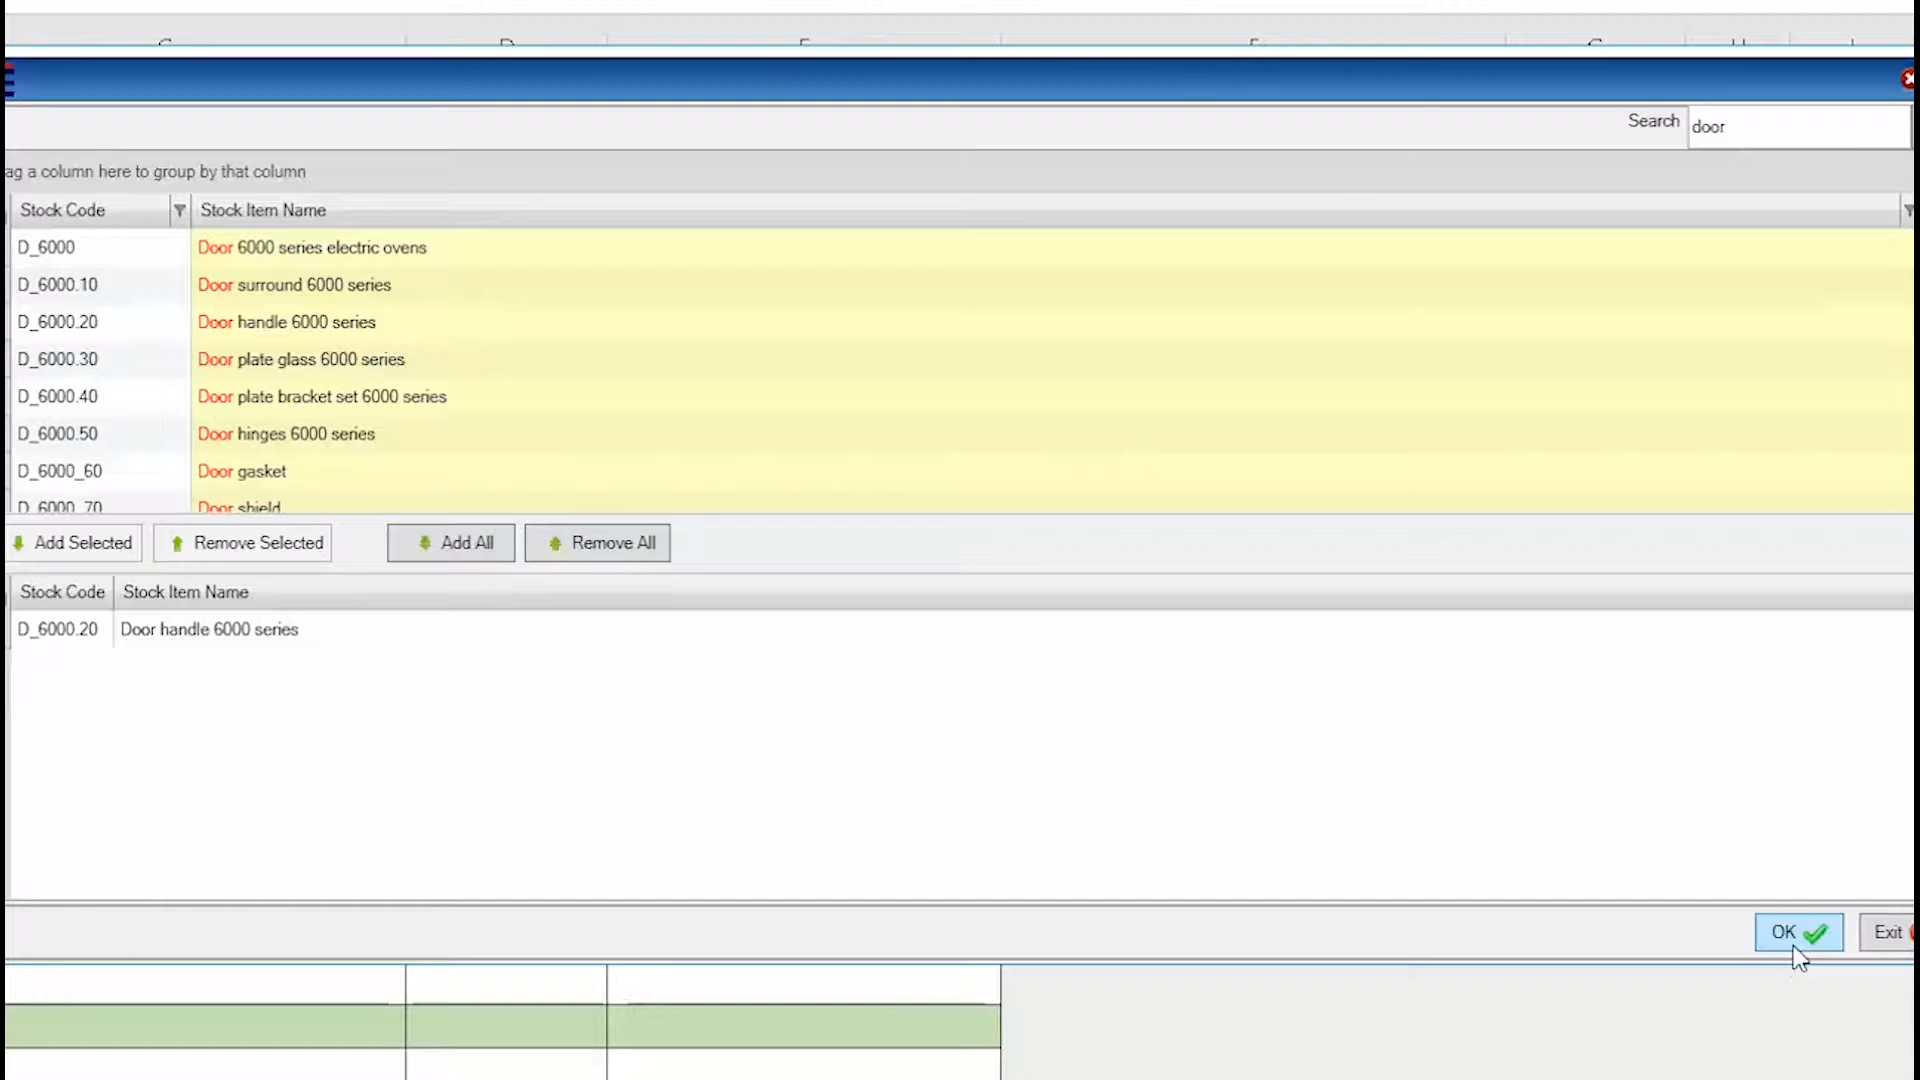 Search door
ag a column here to group by that column
Stock Code Stock Item Name
D_6000 Door 6000 series electric ovens
D_6000.10 Door surround 6000 series
D_6000.20 Door handle 6000 series
D_6000.30 Door plate glass 6000 series
D_6000.40 Door plate bracket set 6000 series
D_6000.50 Door hinges 6000 series
D_6000_60 Door gasket
D_6000_70 Door shield
Add Selected Remove Selected Add All Remove All
Stock Code Stock Item Name
D_6000.20 Door handle 6000 series
OK Exit